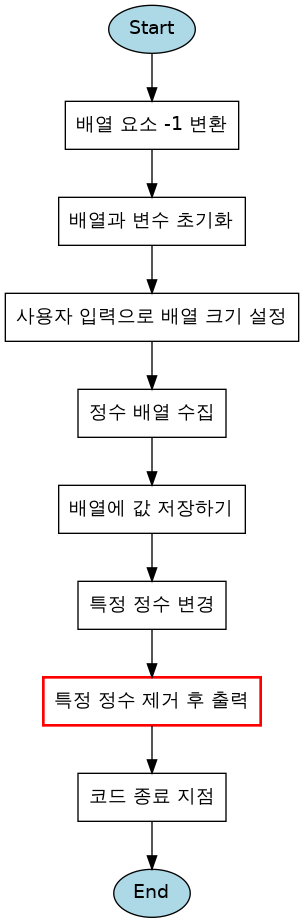 Start
배열 요소 -1 변환
배열과 변수 초기화
사용자 입력으로 배열 크기 설정
정수 배열 수집
배열에 값 저장하기
특정 정수 변경
특정 정수 제거 후 출력
코드 종료 지점
End